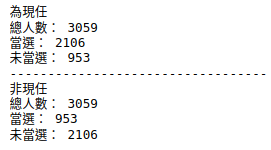 為現任
總人數： 3059
當選： 2106
未當選： 953
----------------------------------
非現任
總人數： 3059
當選： 953
未當選： 2106